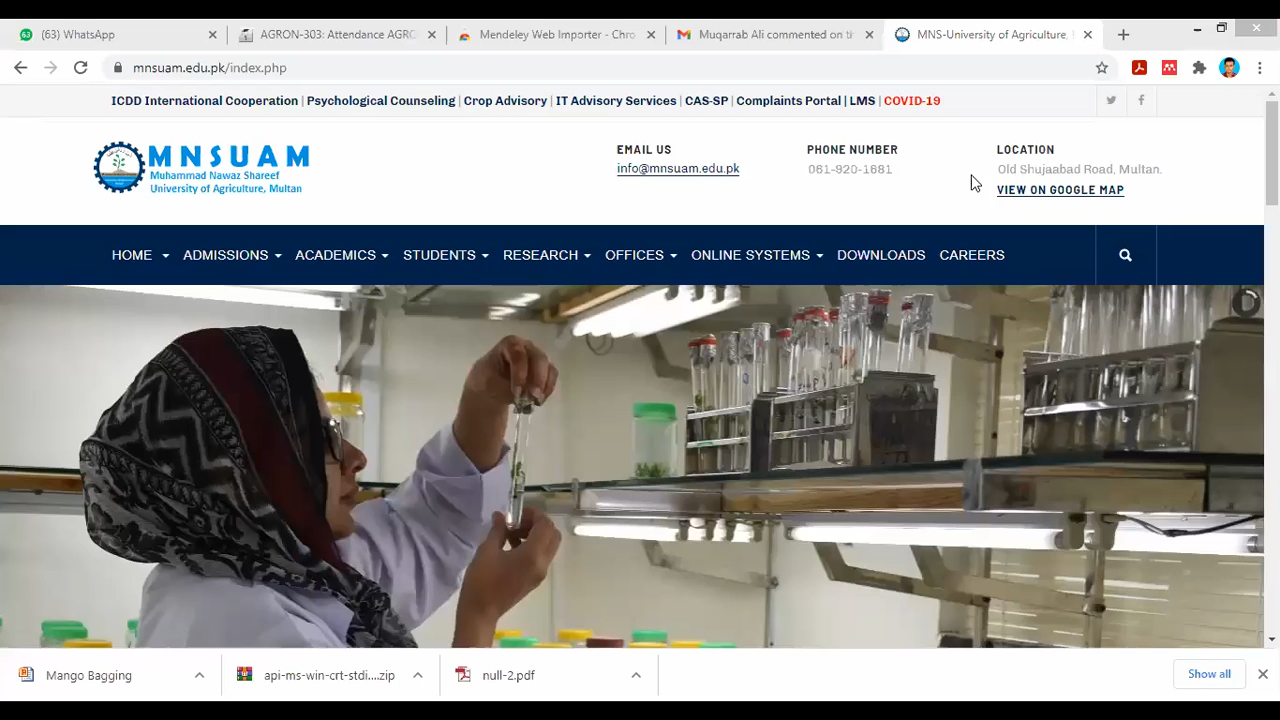 (63) WhatsApp
AGRON-303: Attendance AGRO
Mendeley Web Importer - Chro
Muqarrab Ali commented on th
MNS-University of Agriculture,
mnsuam.edu.pk/index.php
ICDD International Cooperation | Psychological Counseling | Crop Advisory | IT Advisory Services | CAS-SP | Complaints Portal | LMS | COVID-19
MNSUAM
Muhammad Nawaz Shareef
University of Agriculture, Multan
EMAIL US
info@mnsuam.edu.pk
PHONE NUMBER
061-920-1681
LOCATION
Old Shujaabad Road, Multan.
VIEW ON GOOGLE MAP
HOME ADMISSIONS ACADEMICS STUDENTS RESEARCH OFFICES ONLINE SYSTEMS DOWNLOADS CAREERS
Mango Bagging
api-ms-win-crt-stdi....zip
null-2.pdf
Show all